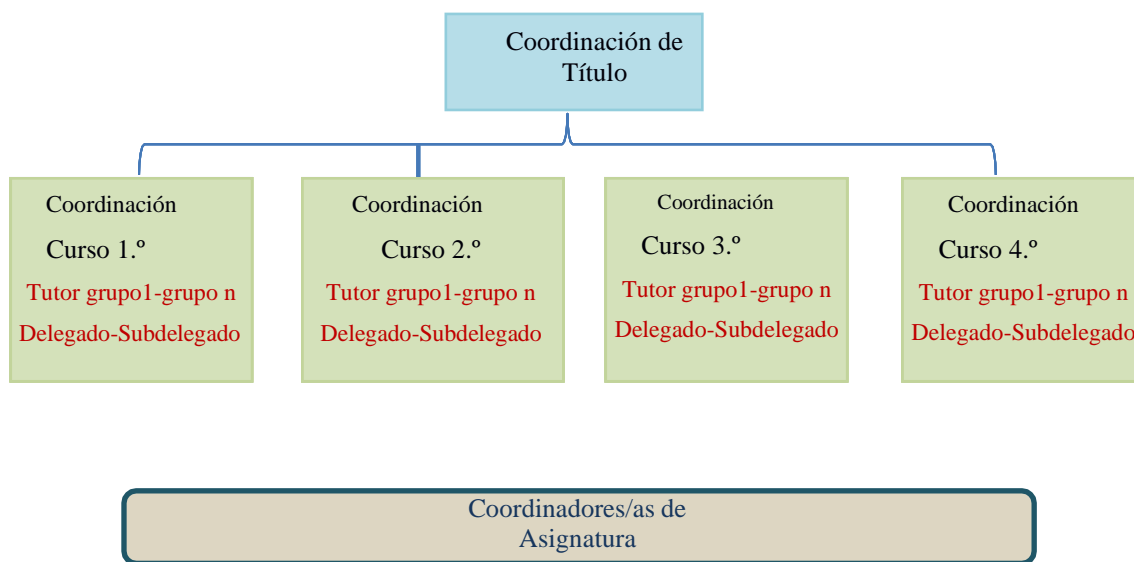 Coordinación de
Título
Coordinación
Curso 1.º
Tutor grupo1-grupo n
Delegado-Subdelegado
Coordinación
Curso 2.º
Tutor grupo1-grupo n
Delegado-Subdelegado
Coordinación
Curso 3.º
Tutor grupo1-grupo n
Delegado-Subdelegado
Coordinación
Curso 4.º
Tutor grupo1-grupo n
Delegado-Subdelegado
Coordinadores/as de
Asignatura